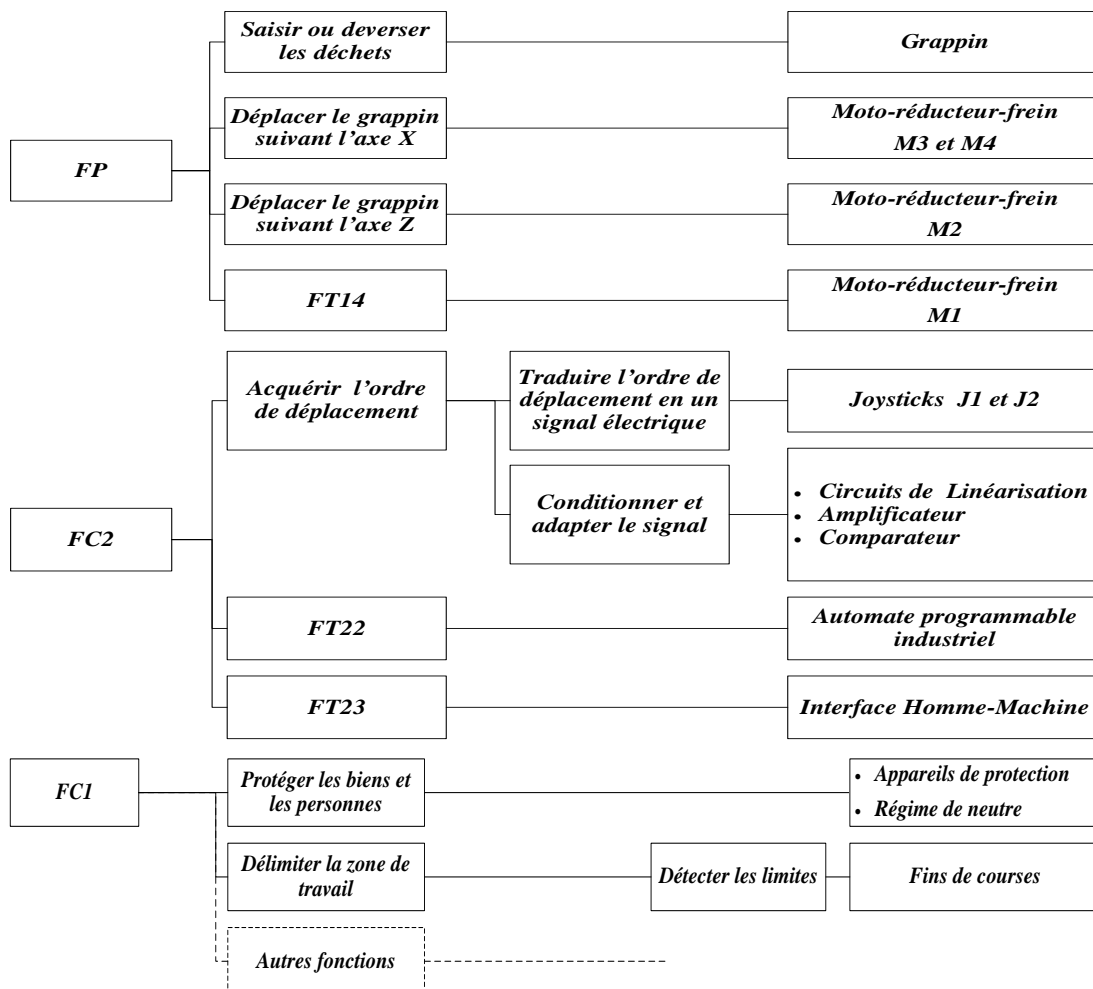 Saisir ou deverser
les déchets
Grappin
Déplacer le grappin
suivant l'axe X
Moto-réducteur-frein
M3 et M4
FP
Déplacer le grappin
suivant l'axe Z
Moto-réducteur-frein
M2
FT14
Moto-réducteur-frein
M1
Acquérir l'ordre
de déplacement
Traduire l'ordre de
déplacement en un
signal électrique
Joysticks J1 et J2
Conditionner et
adapter le signal
• Circuits de Linéarisation
• Amplificateur
• Comparateur
FC2
FT22
Automate programmable
industriel
FT23
Interface Homme-Machine
FC1
Protéger les biens et
les personnes
• Appareils de protection
• Régime de neutre
Délimiter la zone de
travail
Détecter les limites
Fins de courses
Autres fonctions